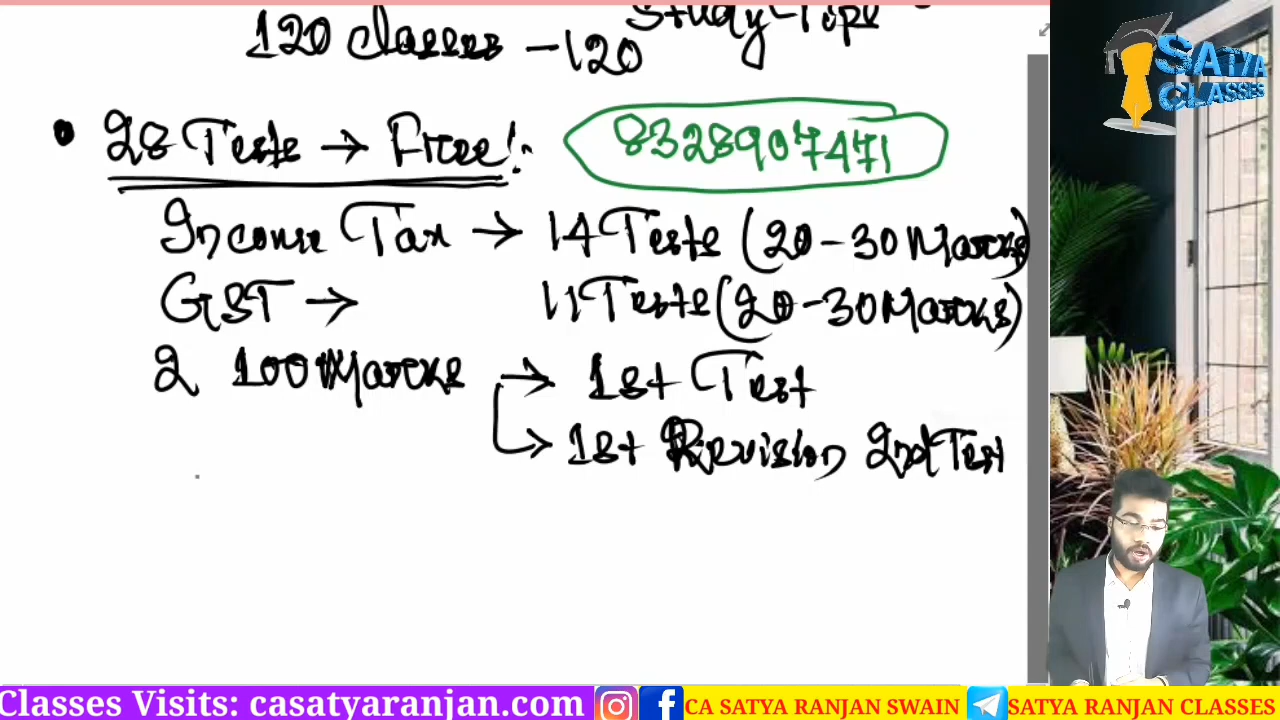 Study Tips
120 classes - 120
SATYA
CLASSES
• 28 Tests → Free!
8328907471
Income Tax → 14 Tests (20-30 Marks)
GST → 11 Tests (20-30 Marks)
2 100 Marks → 1st Test
→ 1st Revision 2nd Test
Classes Visits: casatyaranjan.com
CA SATYA RANJAN SWAIN
SATYA RANJAN CLASSES